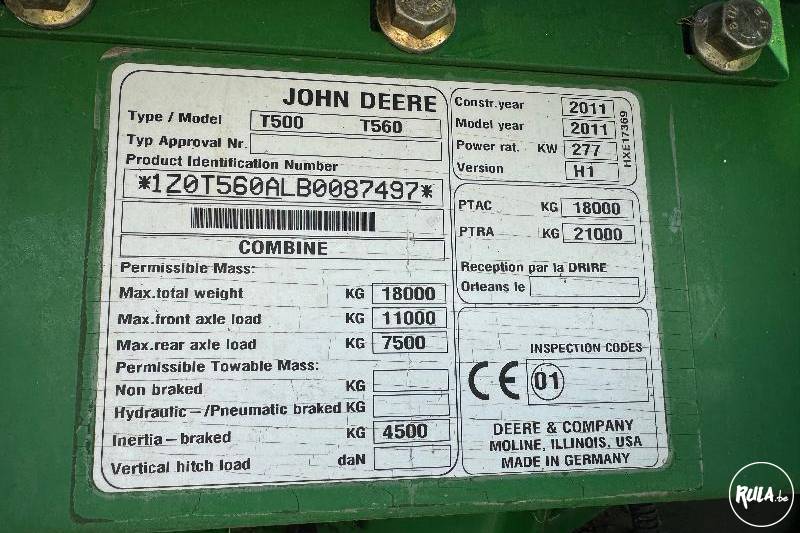 JOHN DEERE
Type / Model T500 T560
Typ Approval Nr.
Product Identification Number
*1Z0T560ALB0087497*
COMBINE
Permissible Mass:
Max.total weight KG 18000
Max.front axle load KG 11000
Max.rear axle load KG 7500
Permissible Towable Mass:
Non braked KG
Hydraulic-/Pneumatic braked KG
Inertia-braked KG 4500
Vertical hitch load daN
Constr.year 2011
Model year 2011
Power rat. KW 277
Version H1
HXE17369
PTAC KG 18000
PTRA KG 21000
Reception par la DRIRE
Orleans le
INSPECTION CODES
CE 01
DEERE & COMPANY
MOLINE, ILLINOIS, USA
MADE IN GERMANY
RULA.be